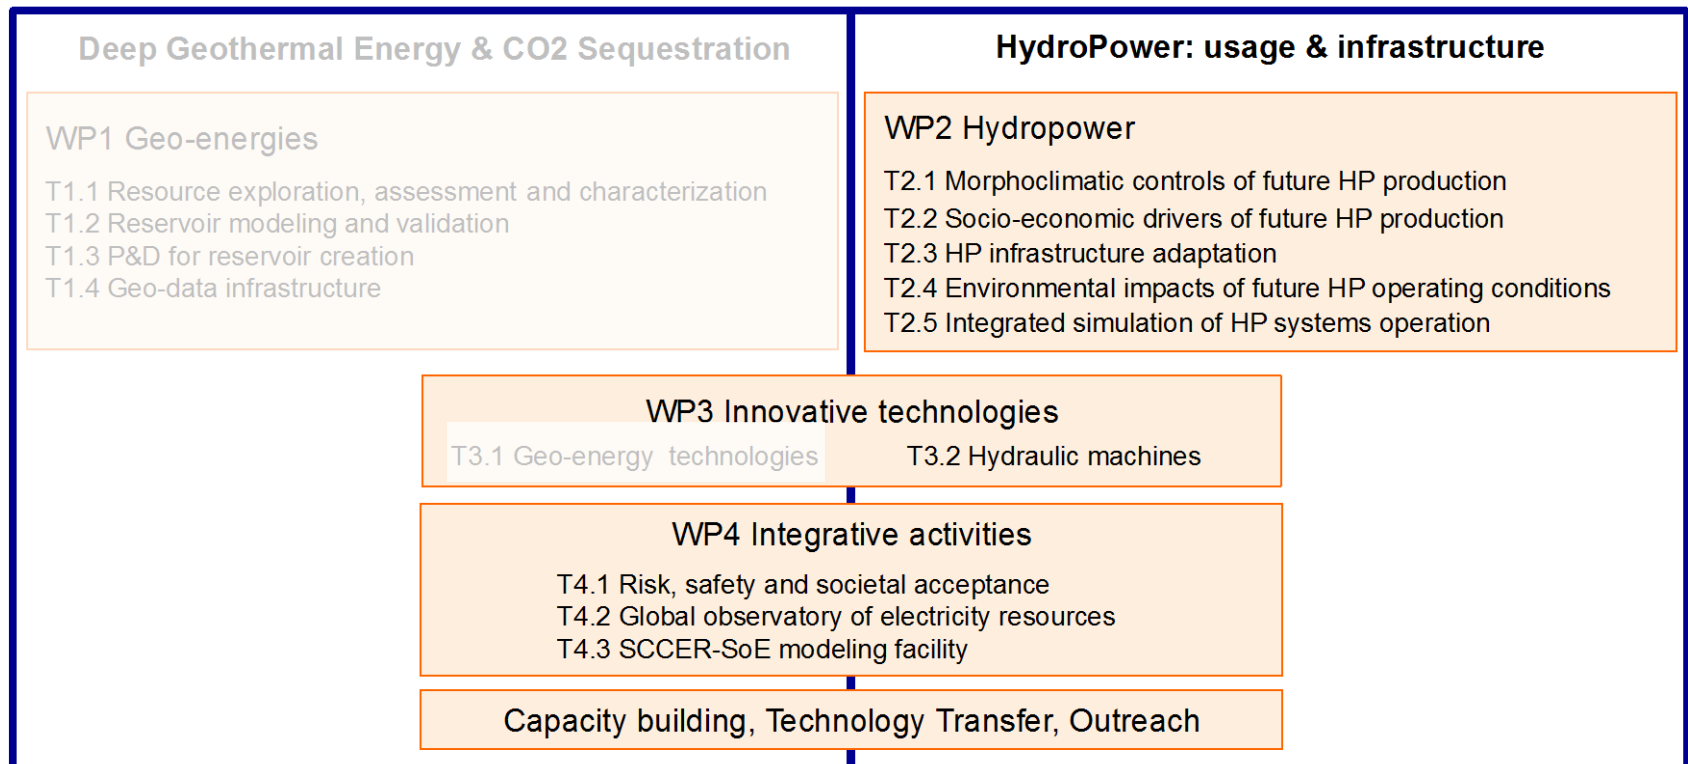 Deep Geothermal Energy & CO2 Sequestration
WP1 Geo-energies
T1.1 Resource exploration, assessment and characterization
T1.2 Reservoir modeling and validation
T1.3 P&D for reservoir creation
T1.4 Geo-data infrastructure
HydroPower: usage & infrastructure
WP2 Hydropower
T2.1 Morphoclimatic controls of future HP production
T2.2 Socio-economic drivers of future HP production
T2.3 HP infrastructure adaptation
T2.4 Environmental impacts of future HP operating conditions
T2.5 Integrated simulation of HP systems operation
WP3 Innovative technologies
T3.1 Geo-energy technologies
T3.2 Hydraulic machines
WP4 Integrative activities
T4.1 Risk, safety and societal acceptance
T4.2 Global observatory of electricity resources
T4.3 SCCER-SoE modeling facility
Capacity building, Technology Transfer, Outreach